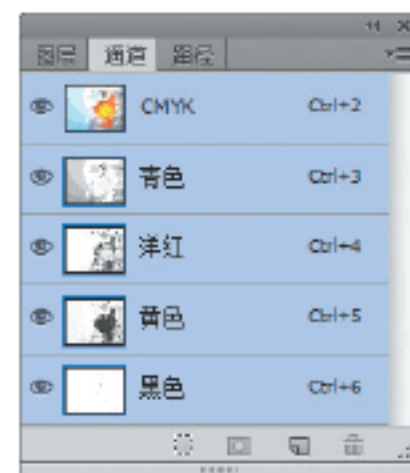 图层 通道 路径
CMYK Ctrl+2
青色 Ctrl+3
洋红 Ctrl+4
黄色 Ctrl+5
黑色 Ctrl+6